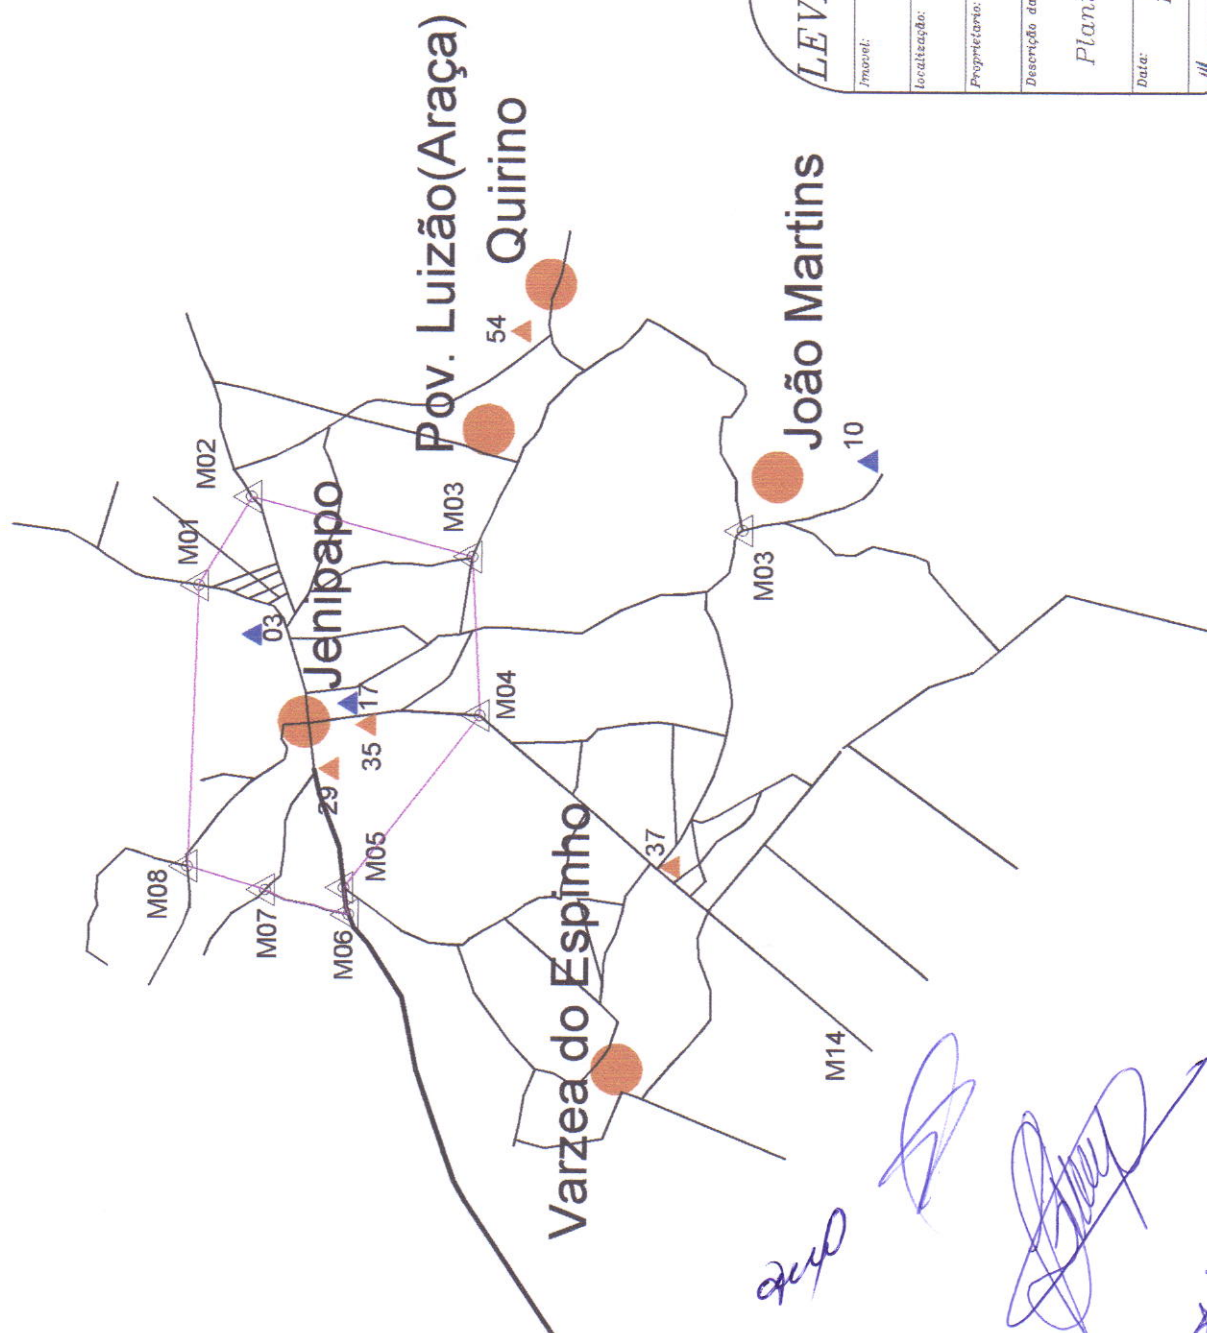 LEV
Imovel:
localização:
Proprietario:
Descrição da
Plan
Data:
Pov. Luizão(Araça)
Quirino
54
João Martins
10
M02
M01
M03
Jenipapo
03
17
35
29
M04
M03
M05
M08
M07
M06
37
Varzea do Espinho
M14